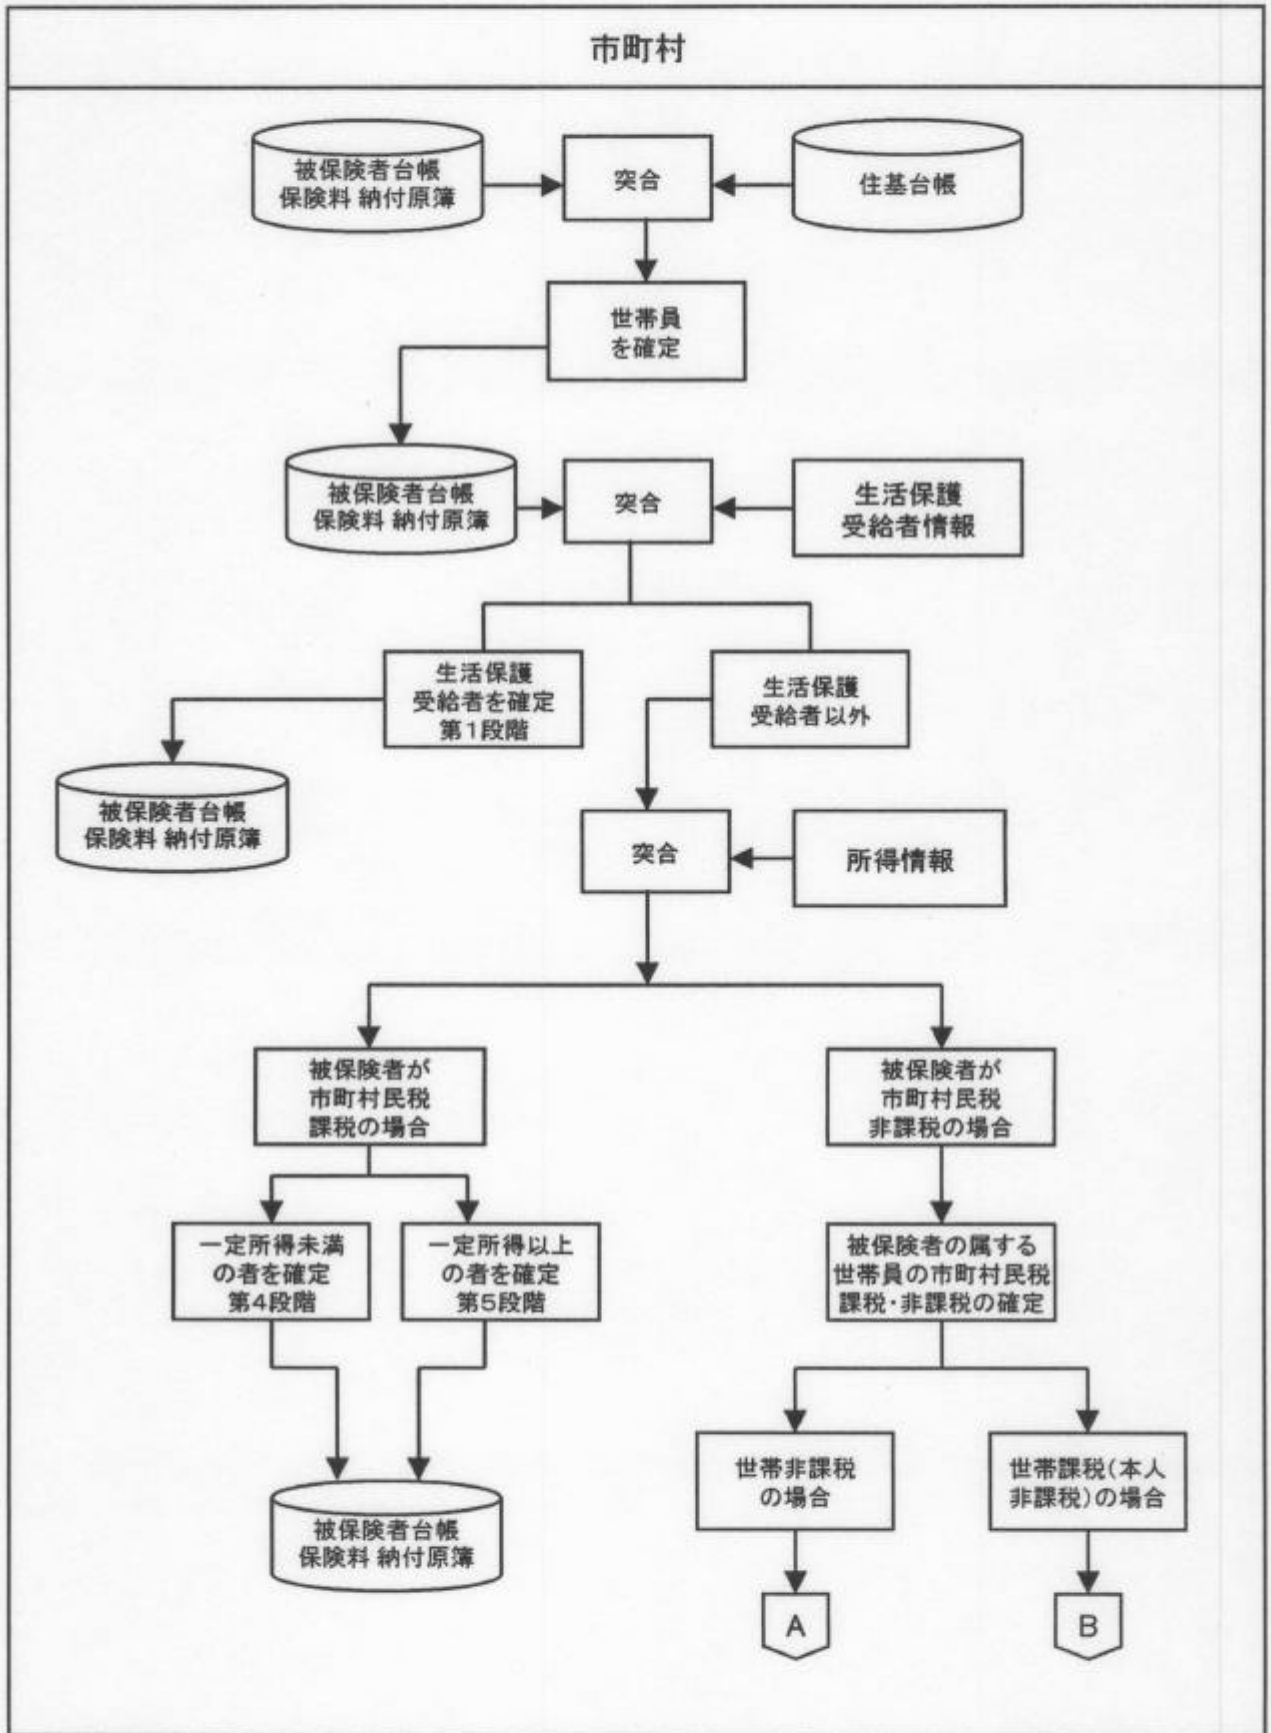 市町村
被保険者台帳
保険料 納付原簿
突合
住基台帳
世帯員
を確定
被保険者台帳
保険料 納付原簿
突合
生活保護
受給者情報
生活保護
受給者を確定
第1段階
生活保護
受給者以外
被保険者台帳
保険料 納付原簿
突合
所得情報
被保険者が
市町村民税
課税の場合
被保険者が
市町村民税
非課税の場合
一定所得未満
の者を確定
第4段階
一定所得以上
の者を確定
第5段階
被保険者の属する
世帯員の市町村民税
課税・非課税の確定
世帯非課税
の場合
世帯課税(本人
非課税)の場合
被保険者台帳
保険料 納付原簿
A
B